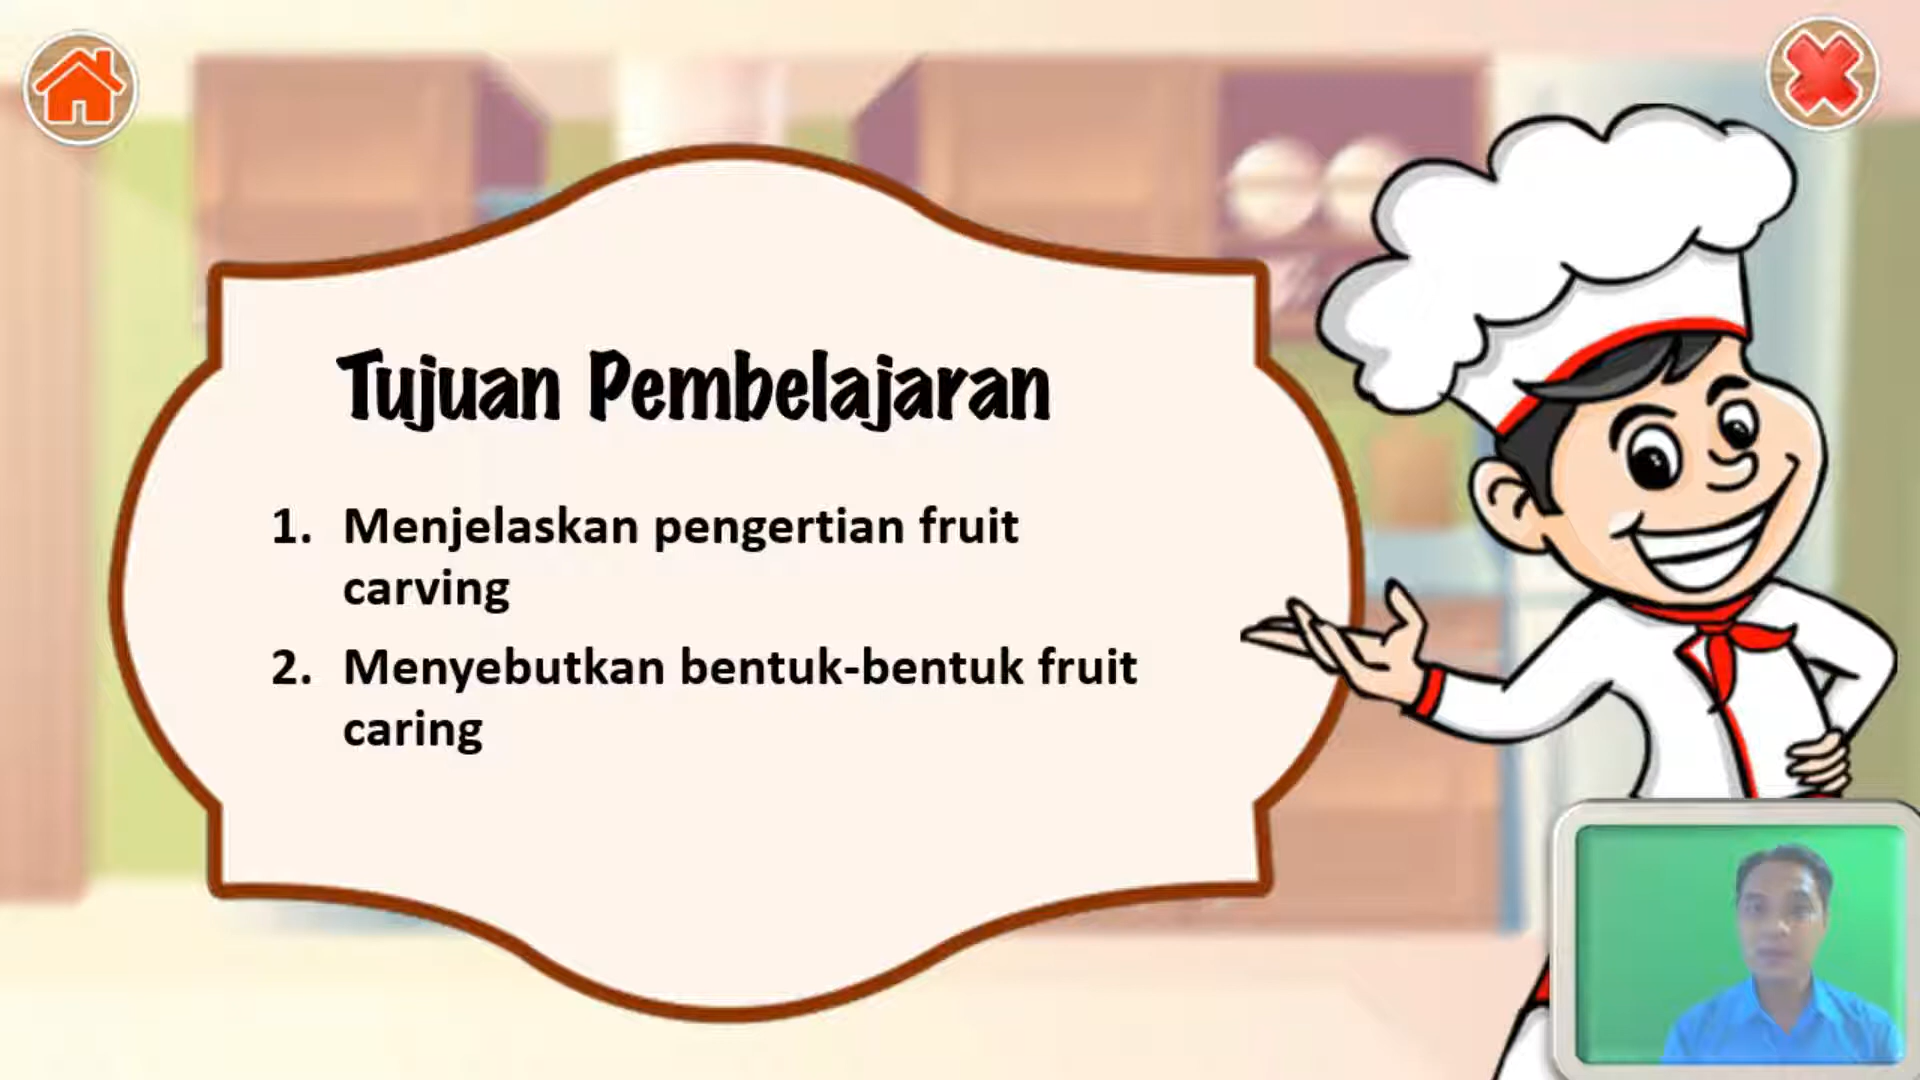 Tujuan Pembelajaran
1. Menjelaskan pengertian fruit
carving
2. Menyebutkan bentuk-bentuk fruit
caring